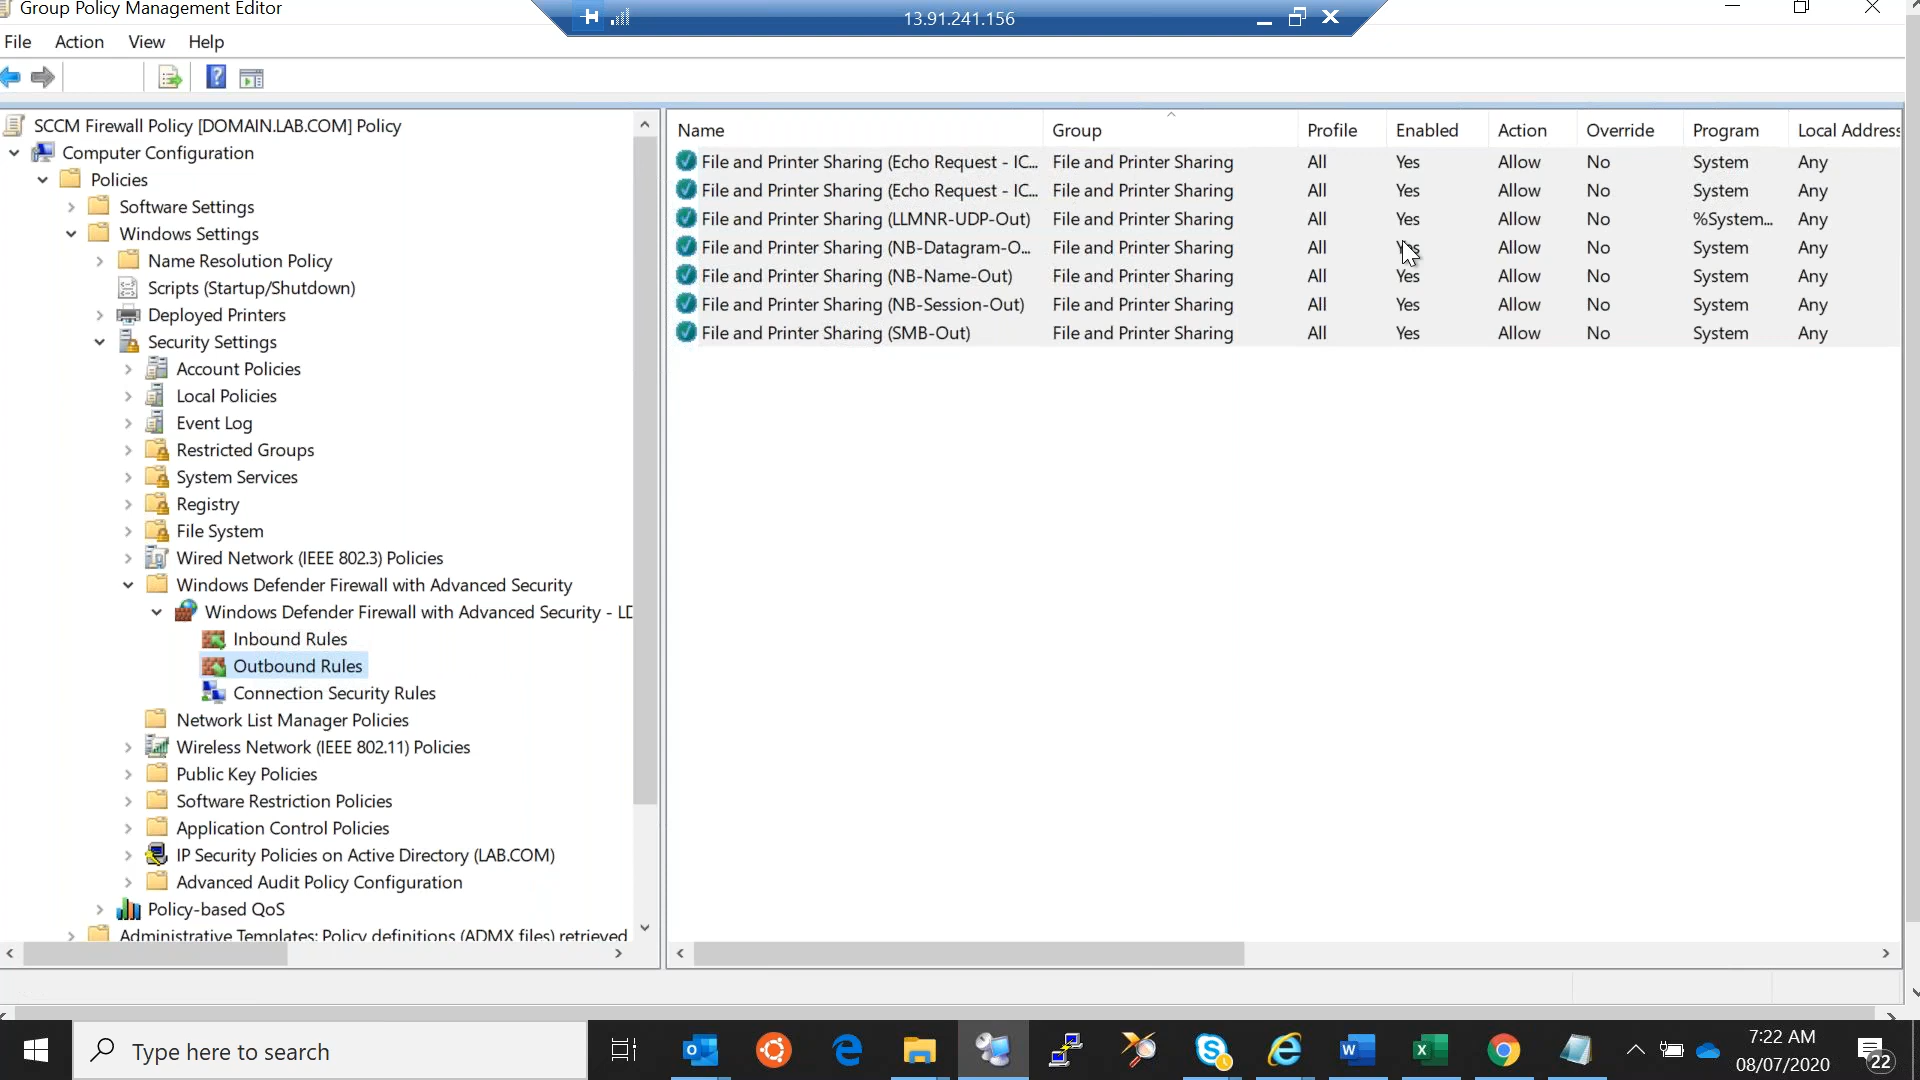 Group Policy Management Editor
13.91.241.156
File Action View Help
SCCM Firewall Policy [DOMAIN.LAB.COM] Policy
Computer Configuration
Policies
Software Settings
Windows Settings
Name Resolution Policy
Scripts (Startup/Shutdown)
Deployed Printers
Security Settings
Account Policies
Local Policies
Event Log
Restricted Groups
System Services
Registry
File System
Wired Network (IEEE 802.3) Policies
Windows Defender Firewall with Advanced Security
Windows Defender Firewall with Advanced Security - LD
Inbound Rules
Outbound Rules
Connection Security Rules
Network List Manager Policies
Wireless Network (IEEE 802.11) Policies
Public Key Policies
Software Restriction Policies
Application Control Policies
IP Security Policies on Active Directory (LAB.COM)
Advanced Audit Policy Configuration
Policy-based QoS
Administrative Templates: Policy definitions (ADMX files) retrieved
Name Group Profile Enabled Action Override Program Local Address
File and Printer Sharing (Echo Request - IC... File and Printer Sharing All Yes Allow No System Any
File and Printer Sharing (Echo Request - IC... File and Printer Sharing All Yes Allow No System Any
File and Printer Sharing (LLMNR-UDP-Out) File and Printer Sharing All Yes Allow No %System... Any
File and Printer Sharing (NB-Datagram-O... File and Printer Sharing All Yes Allow No System Any
File and Printer Sharing (NB-Name-Out) File and Printer Sharing All Yes Allow No System Any
File and Printer Sharing (NB-Session-Out) File and Printer Sharing All Yes Allow No System Any
File and Printer Sharing (SMB-Out) File and Printer Sharing All Yes Allow No System Any
Type here to search
7:22 AM
08/07/2020
22